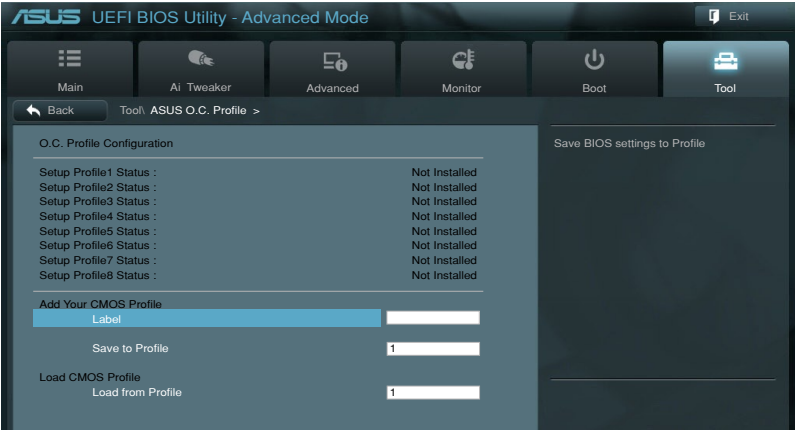 ASUS UEFI BIOS Utility - Advanced Mode
Exit
Main
Ai Tweaker
Advanced
Monitor
Boot
Tool
Back
Tool\ ASUS O.C. Profile >
O.C. Profile Configuration
Save BIOS settings to Profile
Setup Profile1 Status : Not Installed
Setup Profile2 Status : Not Installed
Setup Profile3 Status : Not Installed
Setup Profile4 Status : Not Installed
Setup Profile5 Status : Not Installed
Setup Profile6 Status : Not Installed
Setup Profile7 Status : Not Installed
Setup Profile8 Status : Not Installed
Add Your CMOS Profile
Label
Save to Profile 1
Load CMOS Profile
Load from Profile 1